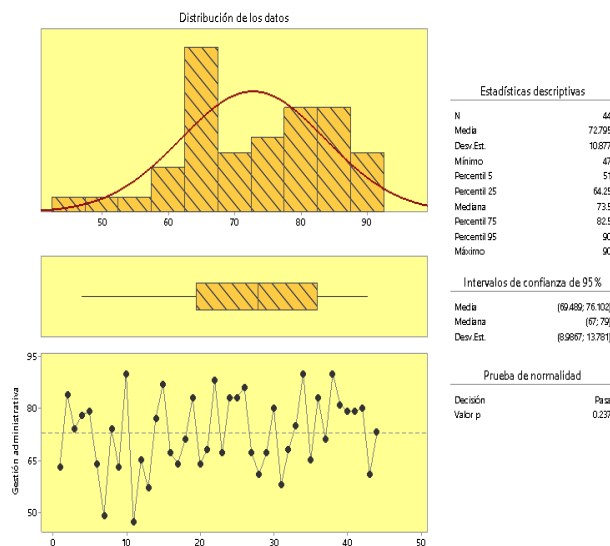 Distribución de los datos
50 60 70 80 90
Gestión administrativa
95
80
65
50
0 10 20 30 40 50
Estadísticas descriptivas
N 44
Media 72.795
Desv.Est. 10.877
Mínimo 47
Percentil 5 51
Percentil 25 64.25
Mediana 73.5
Percentil 75 82.5
Percentil 95 90
Máximo 90
Intervalos de confianza de 95%
Media (69.489; 76.102)
Mediana (67; 79)
Desv.Est. (8.9867; 13.781)
Prueba de normalidad
Decisión Pasa
Valor p 0.237